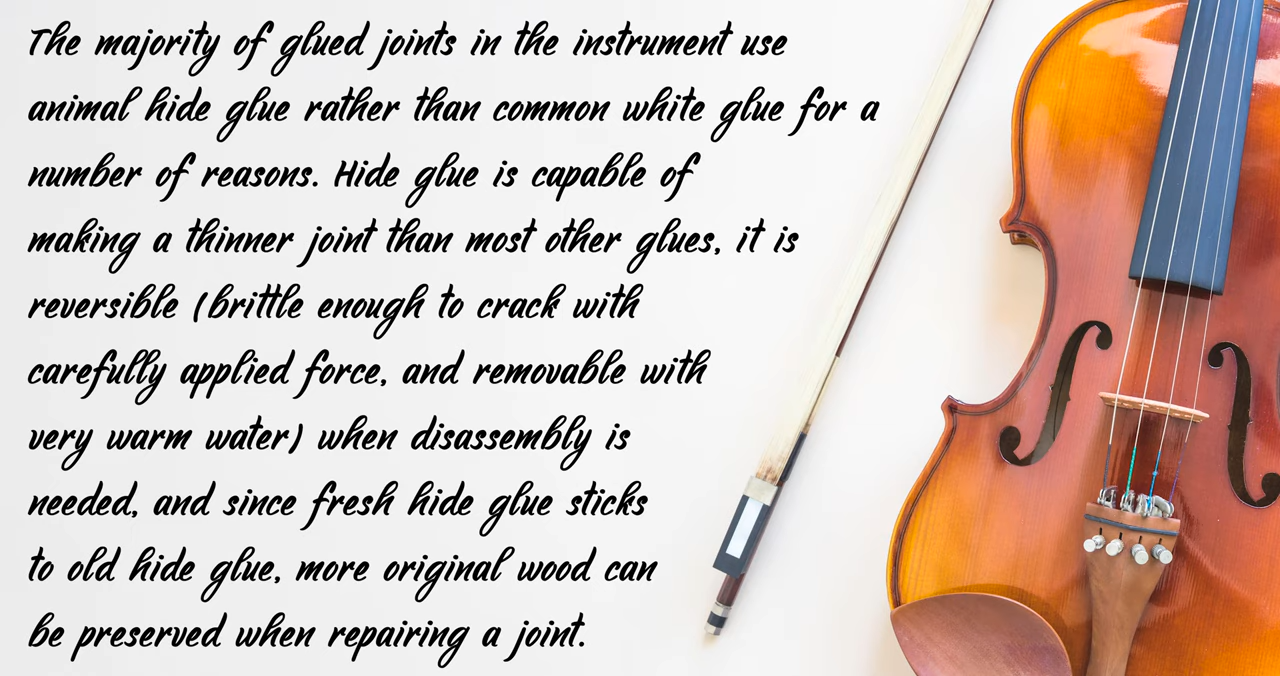 The majority of glued joints in the instrument use
animal hide glue rather than common white glue for a
number of reasons. Hide glue is capable of
making a thinner joint than most other glues, it is
reversible (brittle enough to crack with
carefully applied force, and removable with
very warm water) when disassembly is
needed, and since fresh hide glue sticks
to old hide glue, more original wood can
be preserved when repairing a joint.